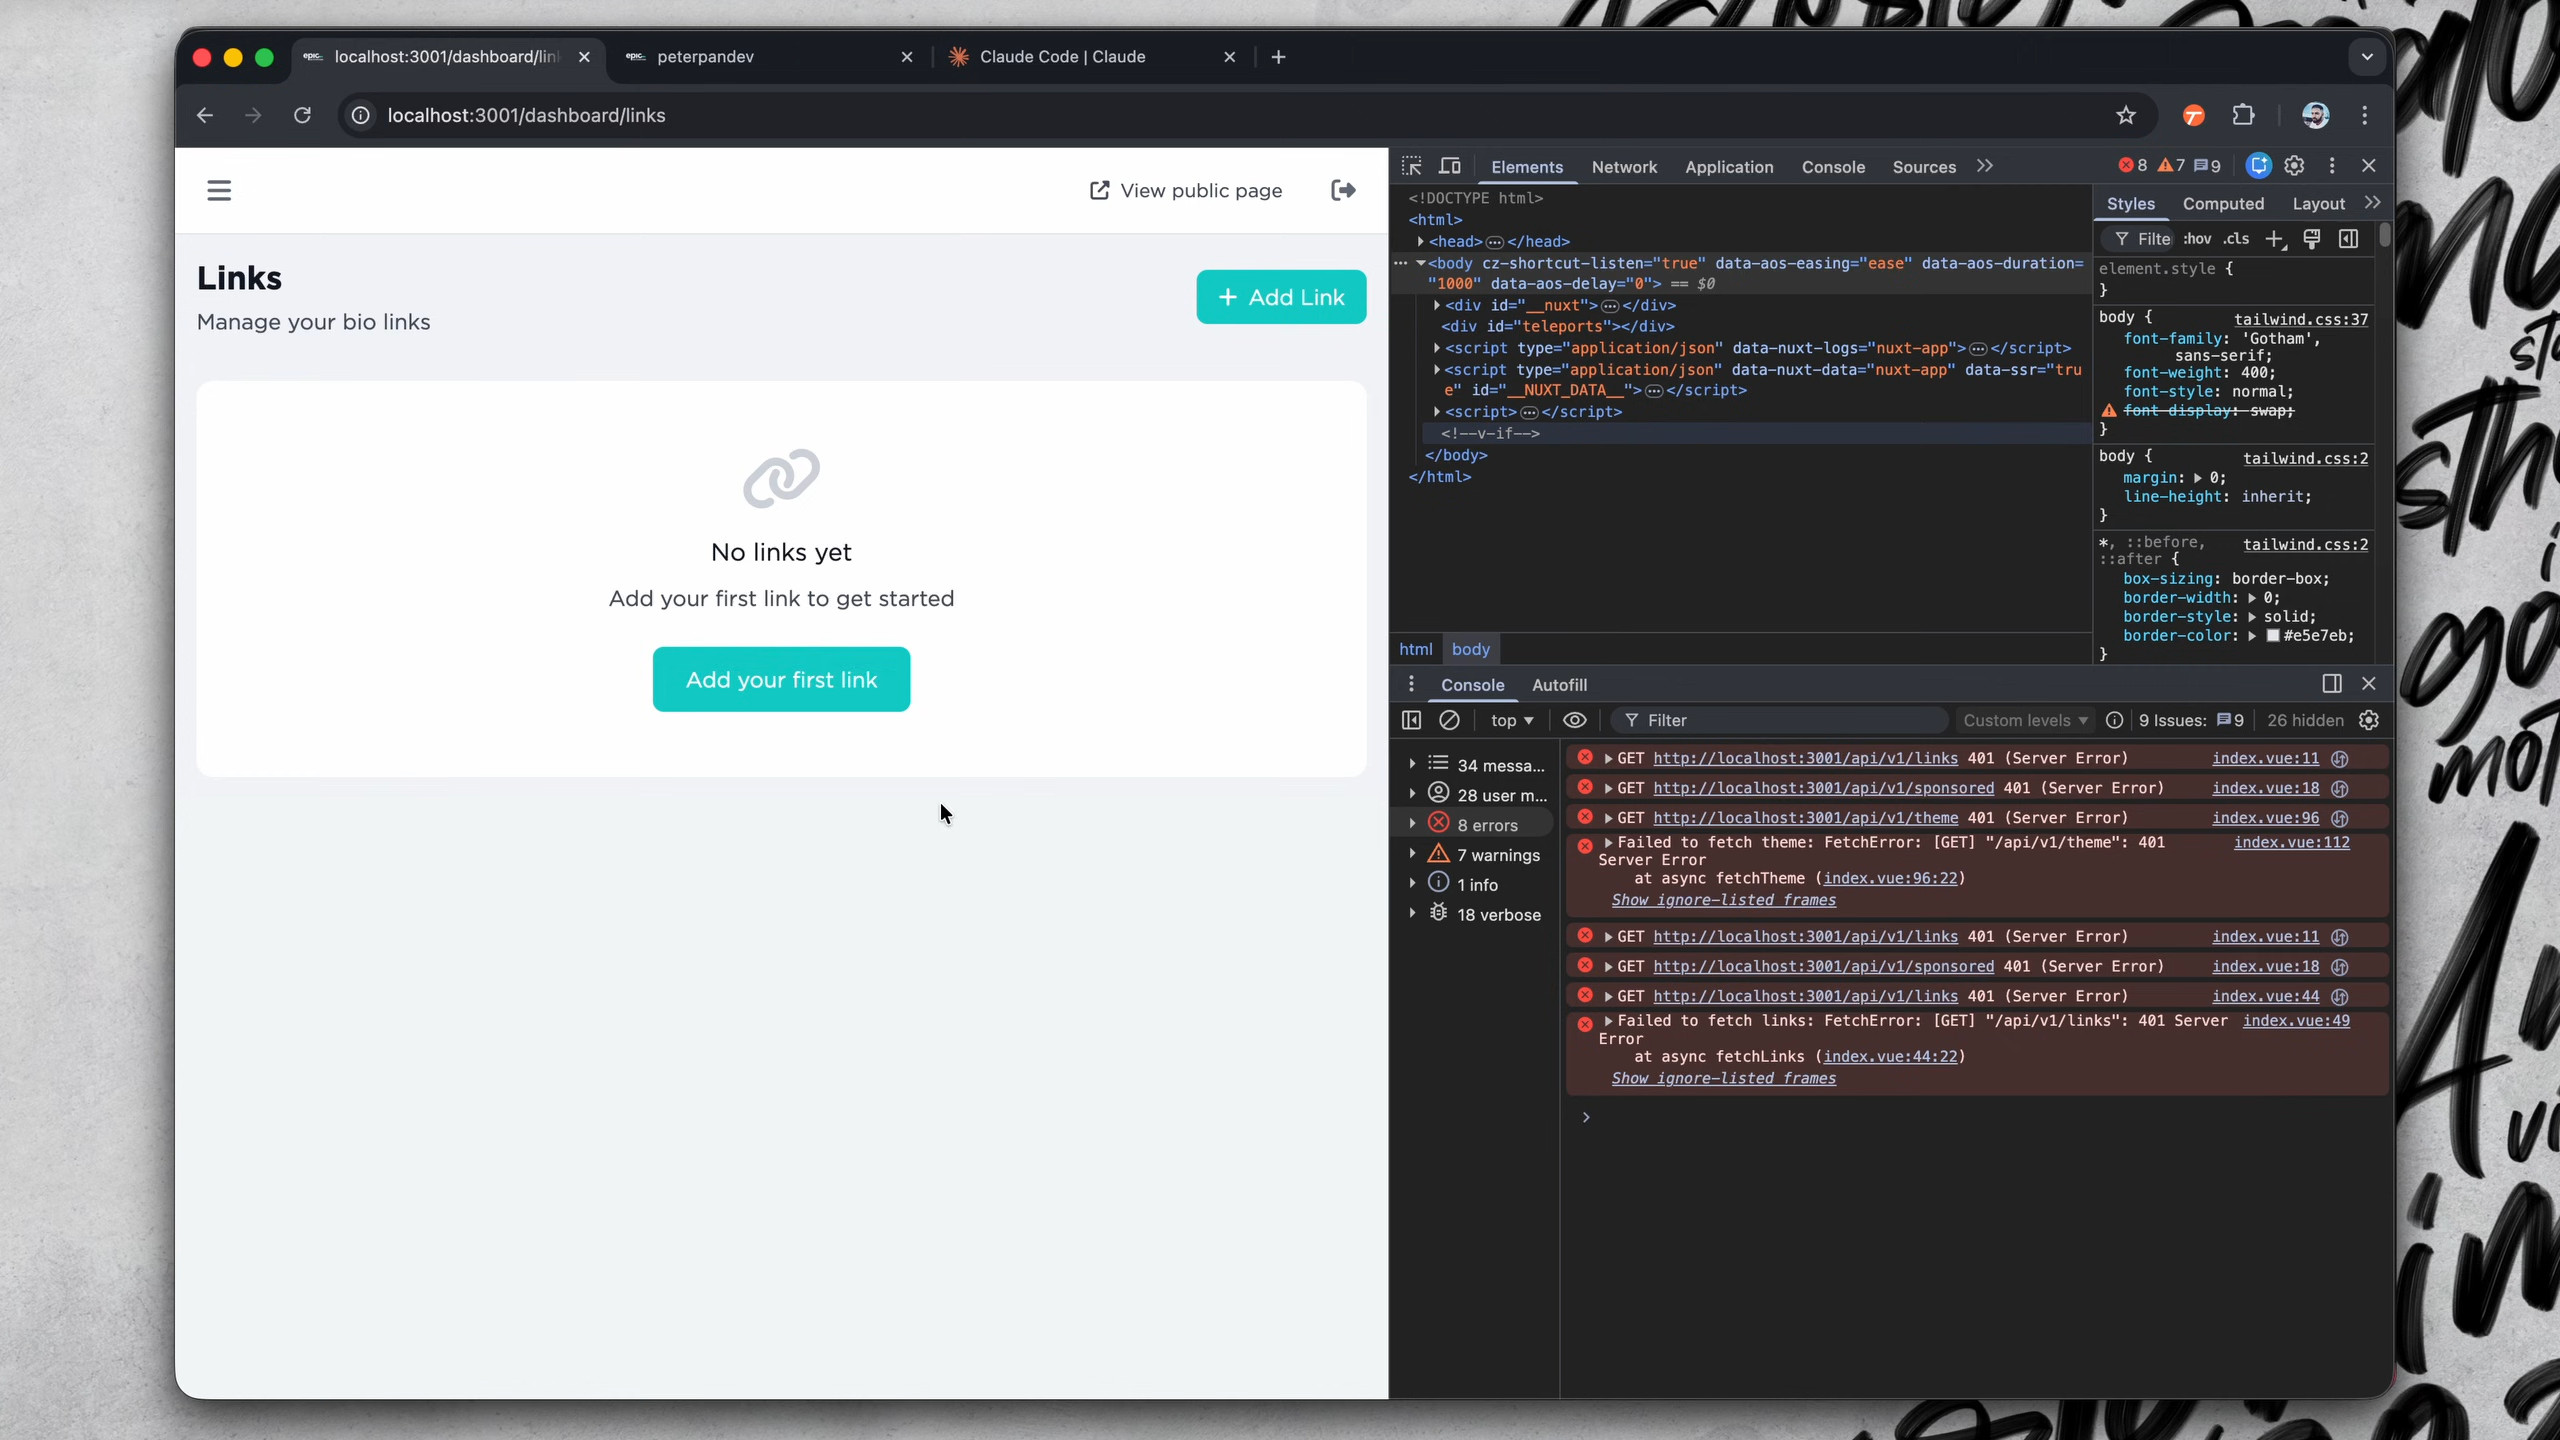 localhost:3001/dashboard/lin
peterpandev
Claude Code | Claude
localhost:3001/dashboard/links
View public page
Links
Manage your bio links
+ Add Link
No links yet
Add your first link to get started
Add your first link
Elements Network Application Console Sources 8 7 9
<!DOCTYPE html>
<html>
<head> </head>
<body cz-shortcut-listen="true" data-aos-easing="ease" data-aos-duration=
"1000" data-aos-delay="0"> == $0
<div id="__nuxt"> </div>
<div id="teleports"></div>
<script type="application/json" data-nuxt-logs="nuxt-app"> </script>
<script type="application/json" data-nuxt-data="nuxt-app" data-ssr="tru
e" id="__NUXT_DATA__"> </script>
<script> </script>
<!--v-if-->
</body>
</html>
html body
Styles Computed Layout
Filte :hov .cls
element.style {
}
body { tailwind.css:37
font-family: 'Gotham',
sans-serif;
font-weight: 400;
font-style: normal;
font-display: swap;
}
body { tailwind.css:2
margin: 0;
line-height: inherit;
}
*, ::before, tailwind.css:2
::after {
box-sizing: border-box;
border-width: 0;
border-style: solid;
border-color: #e5e7eb;
}
Console Autofill
top Filter Custom levels 9 Issues: 9 26 hidden
34 messa...
28 user m...
8 errors
7 warnings
1 info
18 verbose
GET http://localhost:3001/api/v1/links 401 (Server Error) index.vue:11
GET http://localhost:3001/api/v1/sponsored 401 (Server Error) index.vue:18
GET http://localhost:3001/api/v1/theme 401 (Server Error) index.vue:96
Failed to fetch theme: FetchError: [GET] "/api/v1/theme": 401 index.vue:112
Server Error
at async fetchTheme (index.vue:96:22)
Show ignore-listed frames
GET http://localhost:3001/api/v1/links 401 (Server Error) index.vue:11
GET http://localhost:3001/api/v1/sponsored 401 (Server Error) index.vue:18
GET http://localhost:3001/api/v1/links 401 (Server Error) index.vue:44
Failed to fetch links: FetchError: [GET] "/api/v1/links": 401 Server index.vue:49
Error
at async fetchLinks (index.vue:44:22)
Show ignore-listed frames